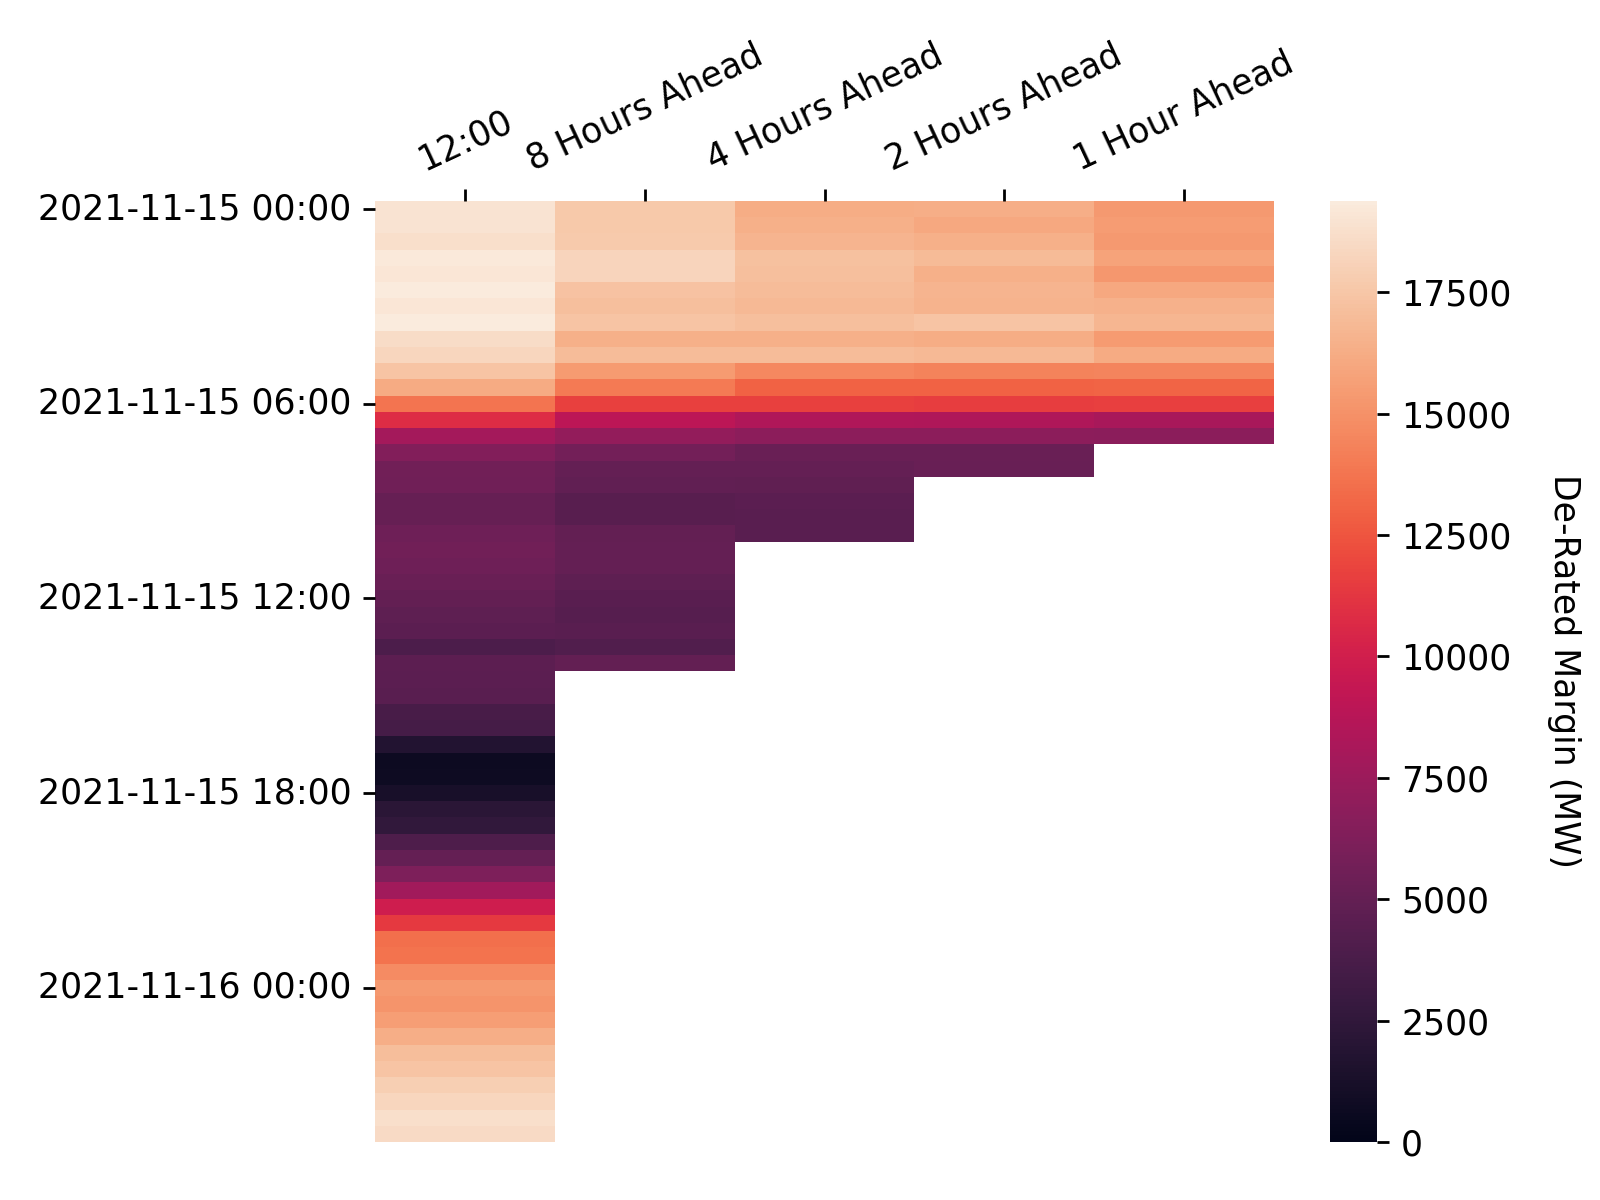 12:00
8 Hours Ahead
4 Hours Ahead
2 Hours Ahead
1 Hour Ahead
2021-11-15 00:00
2021-11-15 06:00
2021-11-15 12:00
2021-11-15 18:00
2021-11-16 00:00
17500
15000
12500
10000
7500
5000
2500
0
De-Rated Margin (MW)